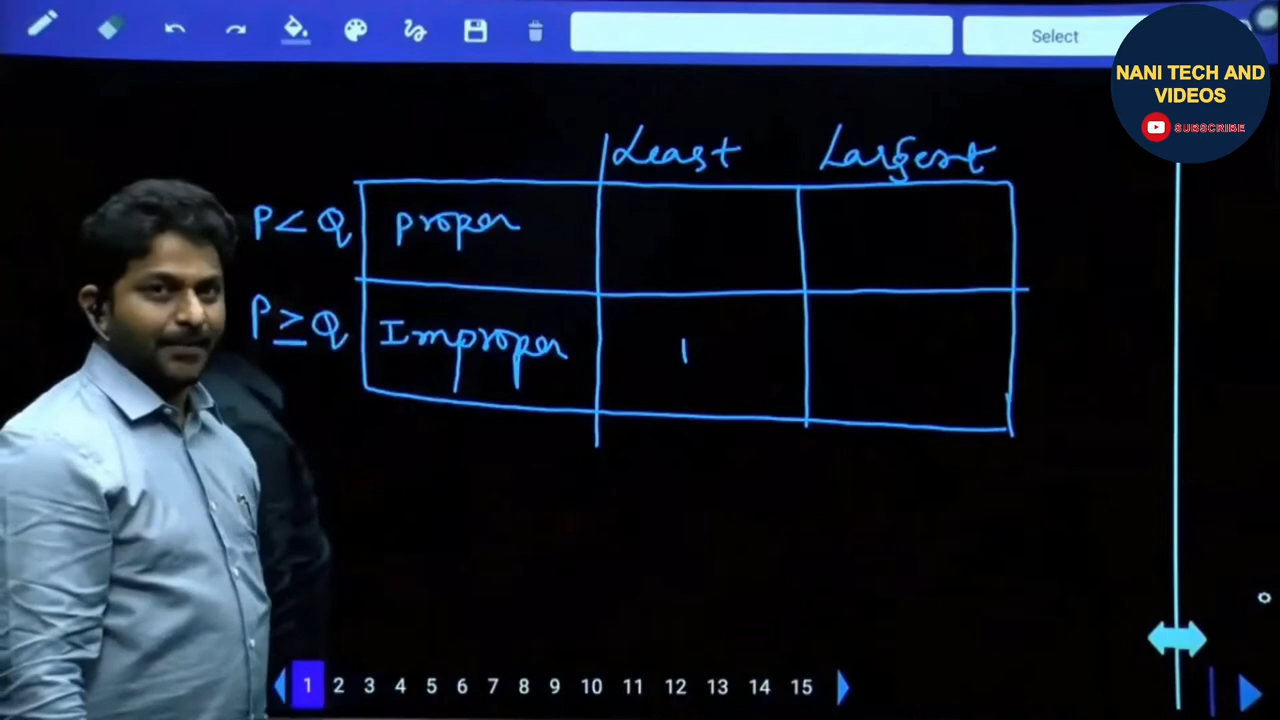 Select
NANI TECH AND
VIDEOS
SUBSCRIBE
Least Largest
P < Q Proper
P ≥ Q Improper 1
1 2 3 4 5 6 7 8 9 10 11 12 13 14 15